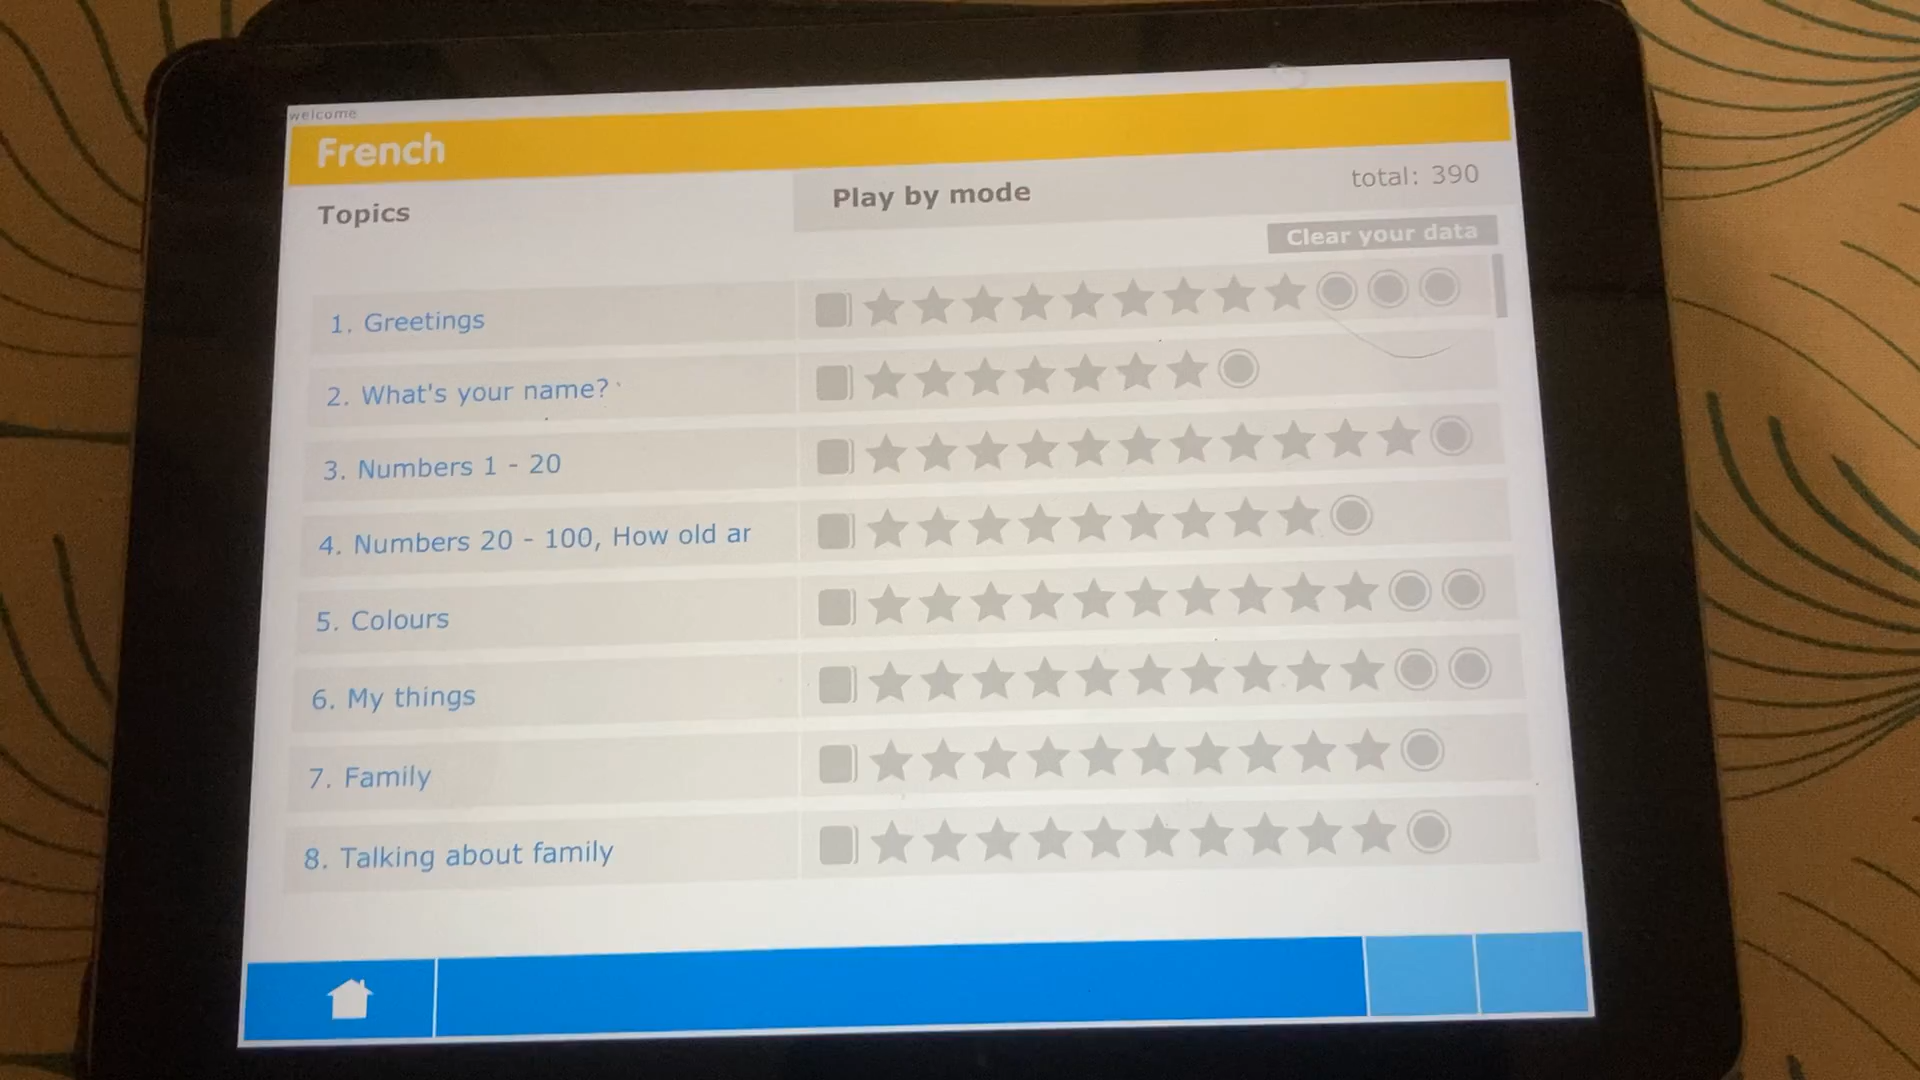 welcome
French
Topics
Play by mode
total: 390
Clear your data
1. Greetings
2. What's your name?
3. Numbers 1 - 20
4. Numbers 20 - 100, How old ar
5. Colours
6. My things
7. Family
8. Talking about family